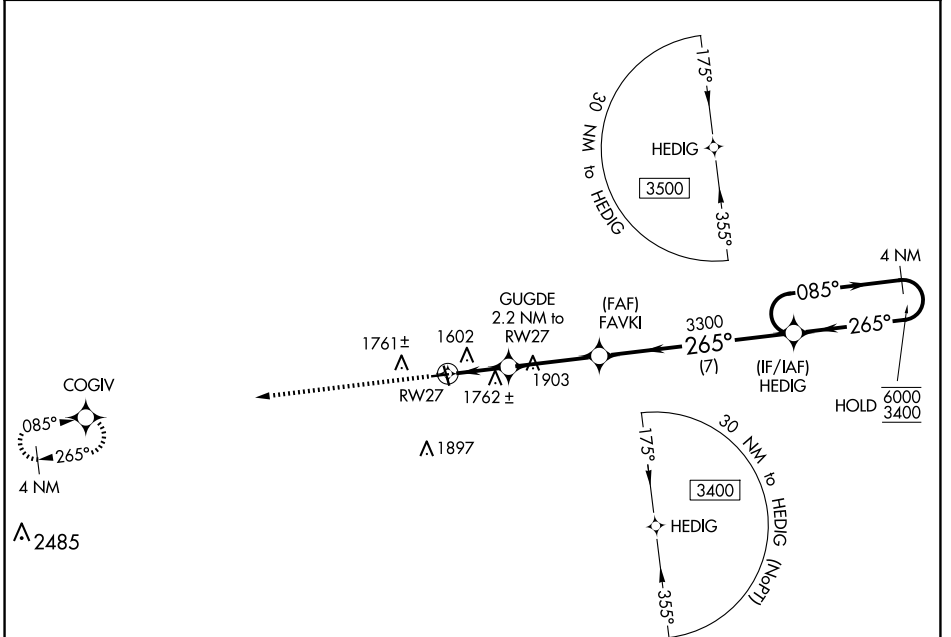 175°
30 NM to HEDIG
HEDIG
3500
355°
4 NM
085°
GUGDE
2.2 NM to
RW27
(FAF)
FAVKI
3300
265°
(7)
265°
(IF/IAF)
HEDIG
HOLD 6000
3400
1761±
1602
RW27
1762 ±
1903
COGIV
085°
265°
4 NM
1897
2485
175°
30 NM to HEDIG (NoPT)
3400
HEDIG
355°